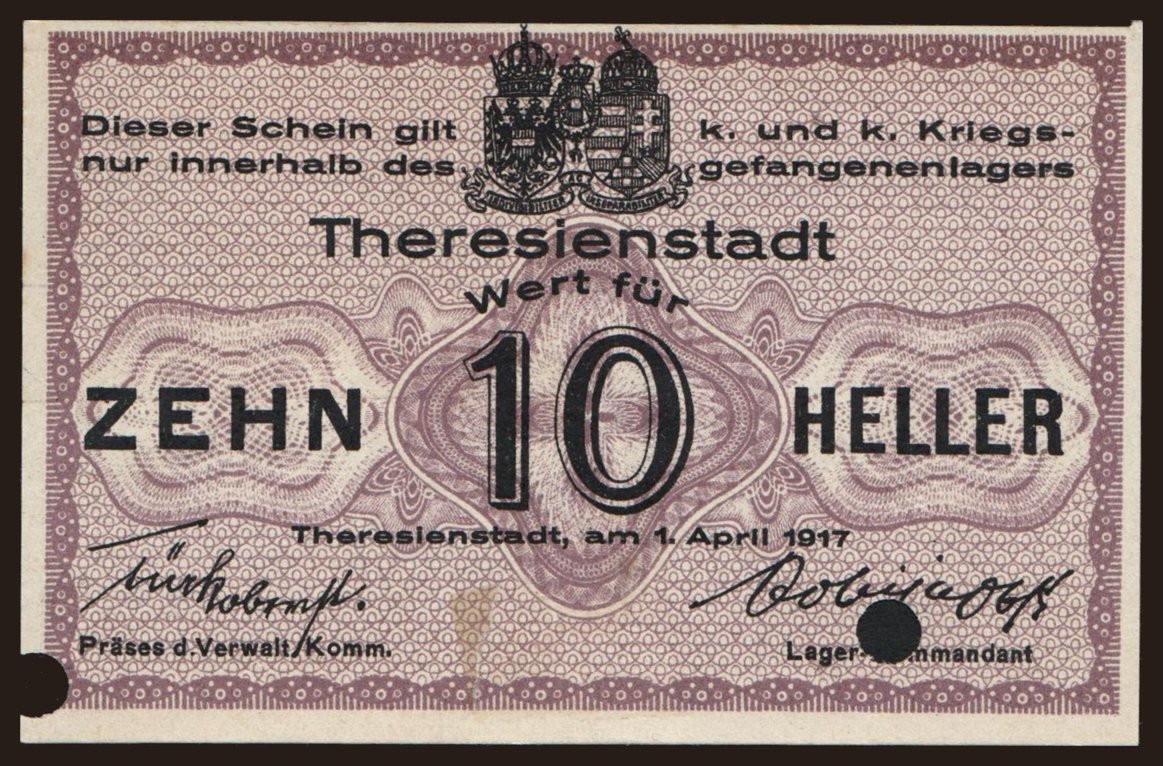 Dieser Schein gilt
nur innerhalb des
k. und k. Kriegs-
gefangenenlagers
Theresienstadt
Wert für
10
ZEHN
HELLER
Theresienstadt, am 1. April 1917
Präses d. Verwalt. Komm.
Lager-